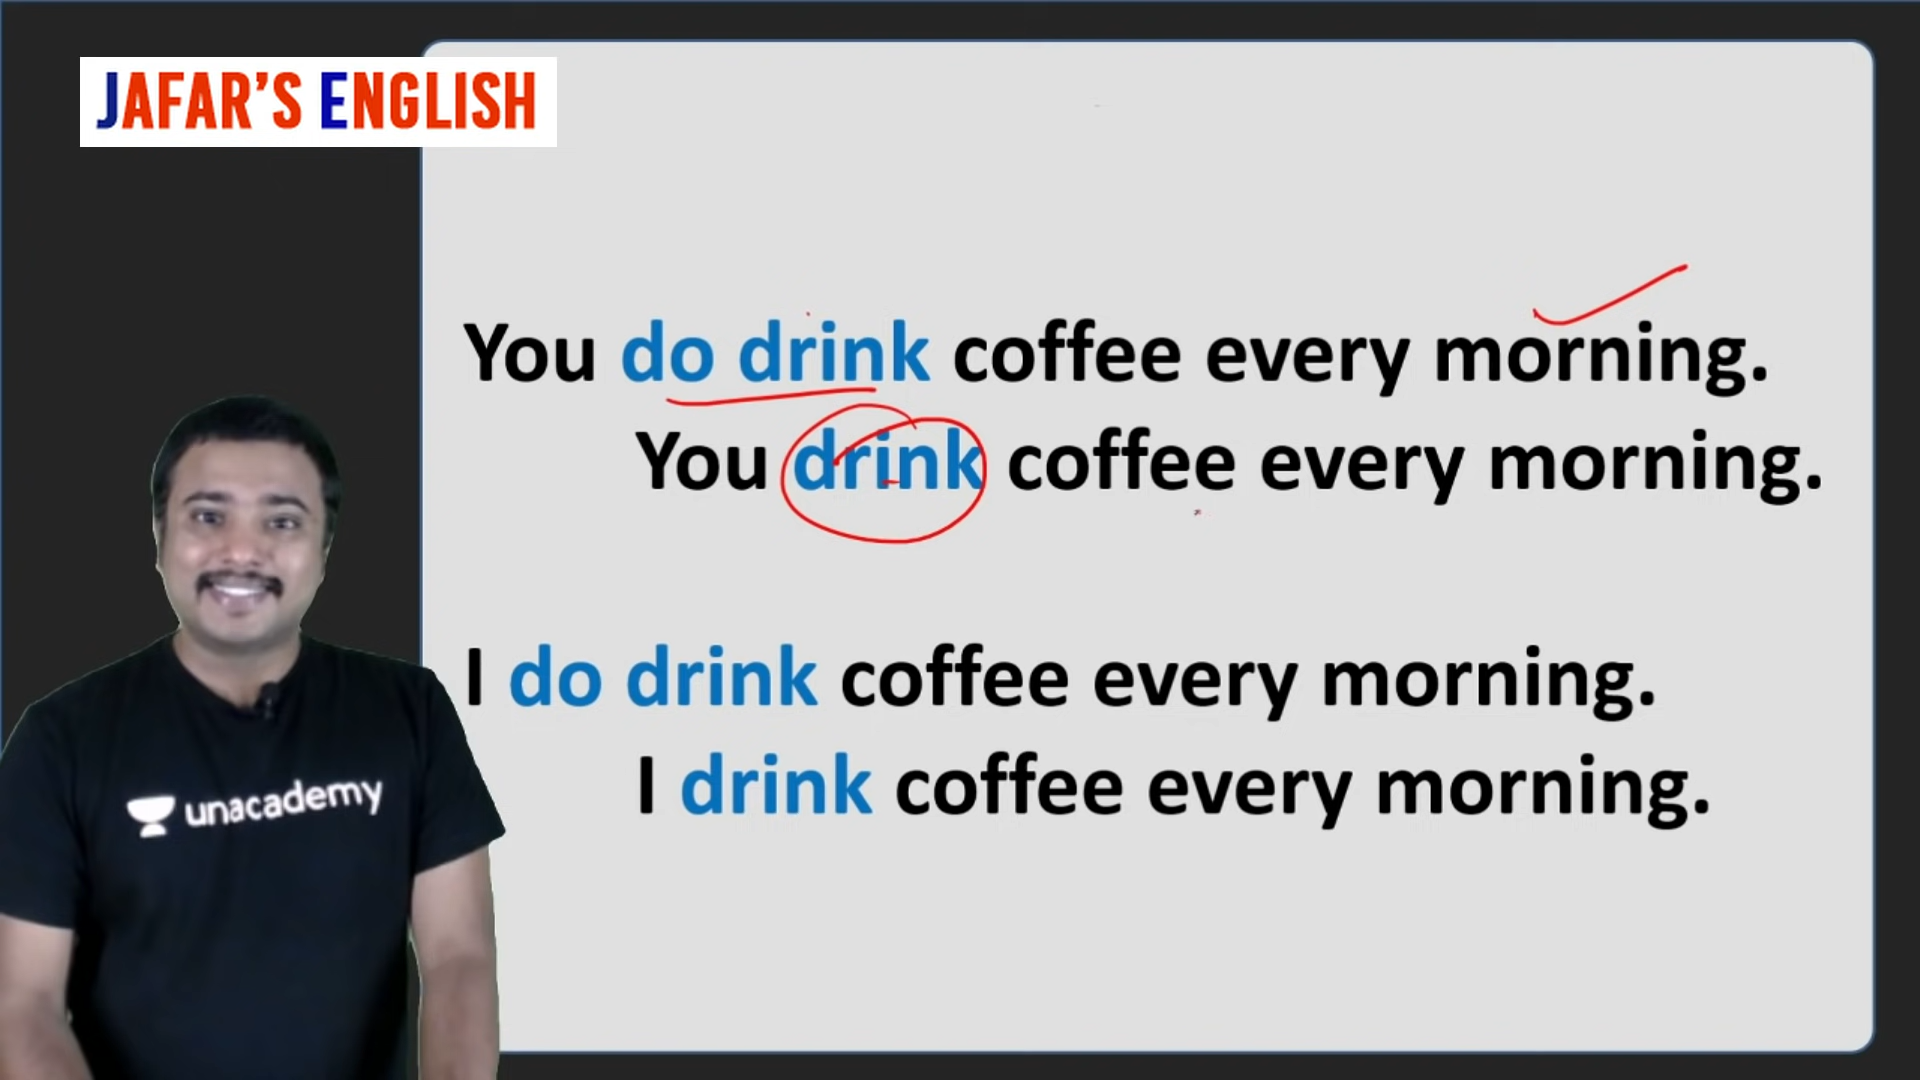 JAFAR'S ENGLISH
You do drink coffee every morning.
You drink coffee every morning.
I do drink coffee every morning.
I drink coffee every morning.
unacademy